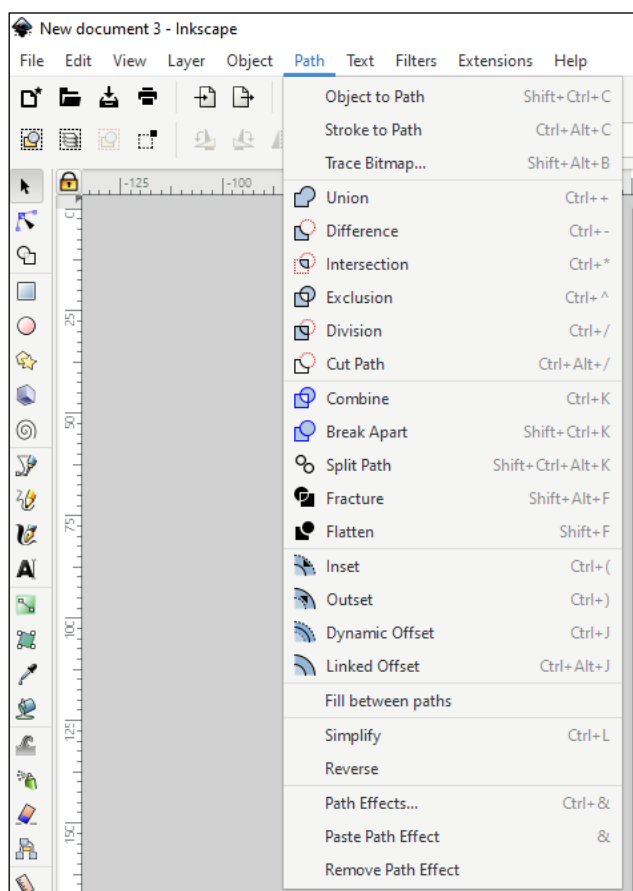 New document 3 - Inkscape
File Edit View Layer Object Path Text Filters Extensions Help
Object to Path Shift+Ctrl+C
Stroke to Path Ctrl+Alt+C
Trace Bitmap... Shift+Alt+B
-125 -100
Union Ctrl++
0
Difference Ctrl+-
Intersection Ctrl+*
Exclusion Ctrl+^
25
Division Ctrl+/
Cut Path Ctrl+Alt+/
Combine Ctrl+K
50
Break Apart Shift+Ctrl+K
Split Path Shift+Ctrl+Alt+K
Fracture Shift+Alt+F
75
Flatten Shift+F
A
Inset Ctrl+(
Outset Ctrl+)
100
Dynamic Offset Ctrl+J
Linked Offset Ctrl+Alt+J
Fill between paths
125
Simplify Ctrl+L
Reverse
Path Effects... Ctrl+&
150
Paste Path Effect &
Remove Path Effect